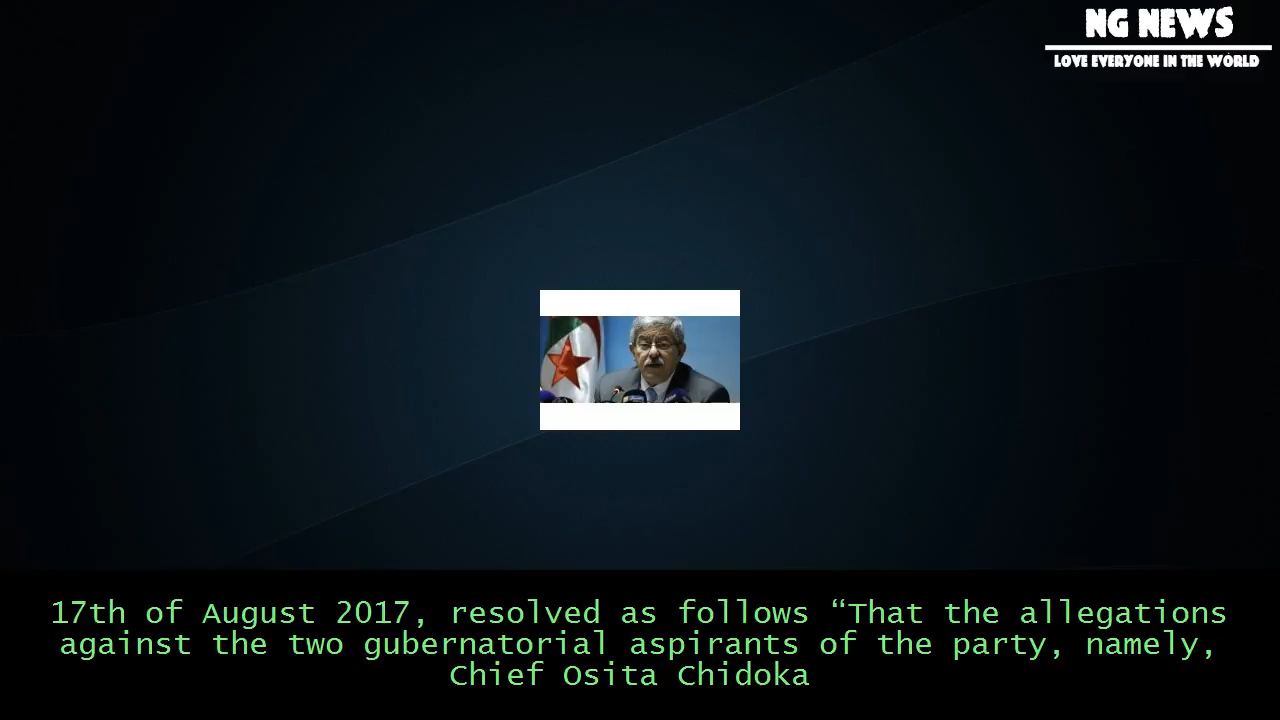 NG NEWS
LOVE EVERYONE IN THE WORLD
17th of August 2017, resolved as follows “That the allegations
against the two gubernatorial aspirants of the party, namely,
Chief Osita Chidoka